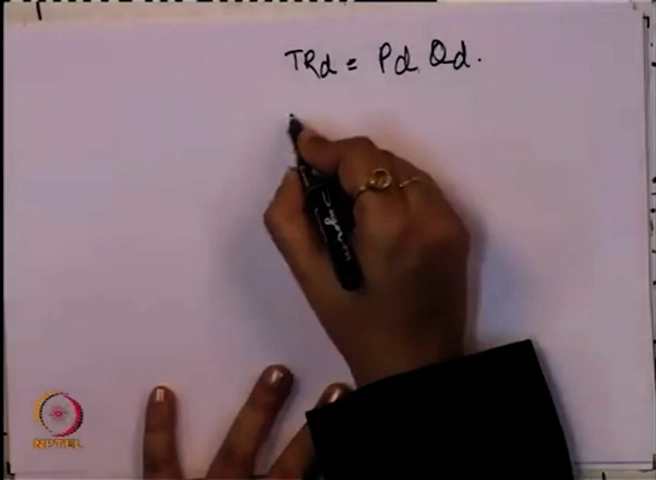 TRd = Pd. Qd.
NPTEL